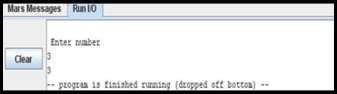 Mars Messages Run I/O
Enter number
Clear
3
3
-- program is finished running (dropped off bottom) --